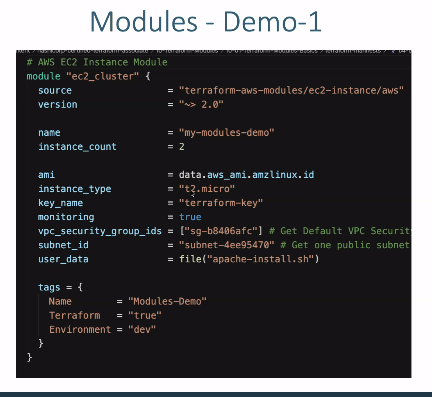 Modules - Demo-1
# AWS EC2 Instance Module
module "ec2_cluster" {
source = "terraform-aws-modules/ec2-instance/aws"
version = "~> 2.0"
name = "my-modules-demo"
instance_count = 2
ami = data.aws_ami.amzlinux.id
instance_type = "t2.micro"
key_name = "terraform-key"
monitoring = true
vpc_security_group_ids = ["sg-b8406afc"] # Get Default VPC Securit
subnet_id = "subnet-4ee95470" # Get one public subnet
user_data = file("apache-install.sh")
tags = {
Name = "Modules-Demo"
Terraform = "true"
Environment = "dev"
}
}